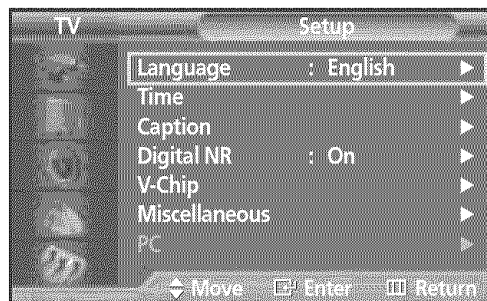 TV Setup
Language : English
Time
Caption
Digital NR : On
V-Chip
Miscellaneous
PC
Move Enter Return